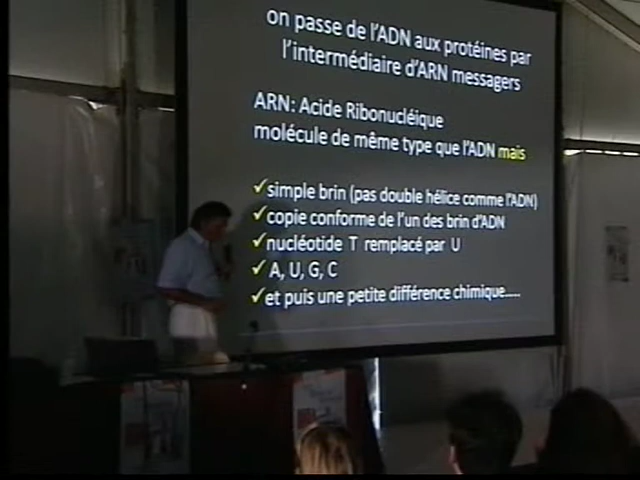 on passe de l'ADN aux protéines par
l'intermédiaire d'ARN messagers
ARN: Acide Ribonucléique
molécule de même type que l'ADN mais
✓simple brin (pas double hélice comme l'ADN)
✓copie conforme de l'un des brin d'ADN
✓nucléotide T remplacé par U
✓A, U, G, C
✓et puis une petite différence chimique.....